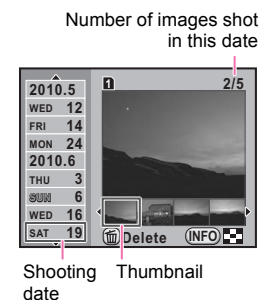 Number of images shot
in this date
2010.5
WED 12
FRI 14
MON 24
2010.6
THU 3
SUN 6
WED 16
SAT 19
1
2/5
Delete
INFO
Shooting
date
Thumbnail